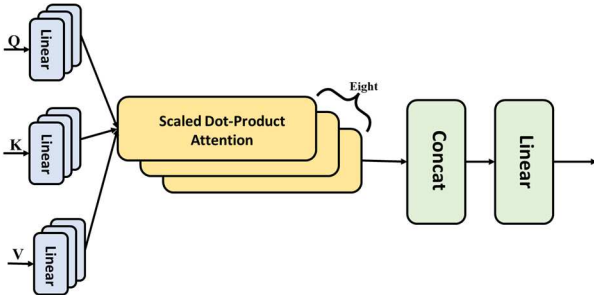 Q
Linear
Eight
Scaled Dot-Product
Attention
K
Linear
Concat
Linear
V
Linear